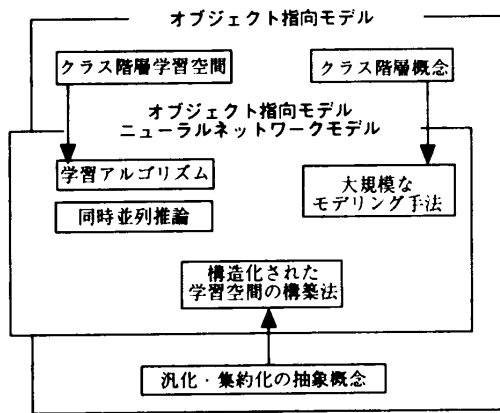 オブジェクト指向モデル
クラス階層学習空間
クラス階層概念
オブジェクト指向モデル
ニューラルネットワークモデル
学習アルゴリズム
同時並列推論
大規模な
モデリング手法
構造化された
学習空間の構築法
汎化・集約化の抽象概念